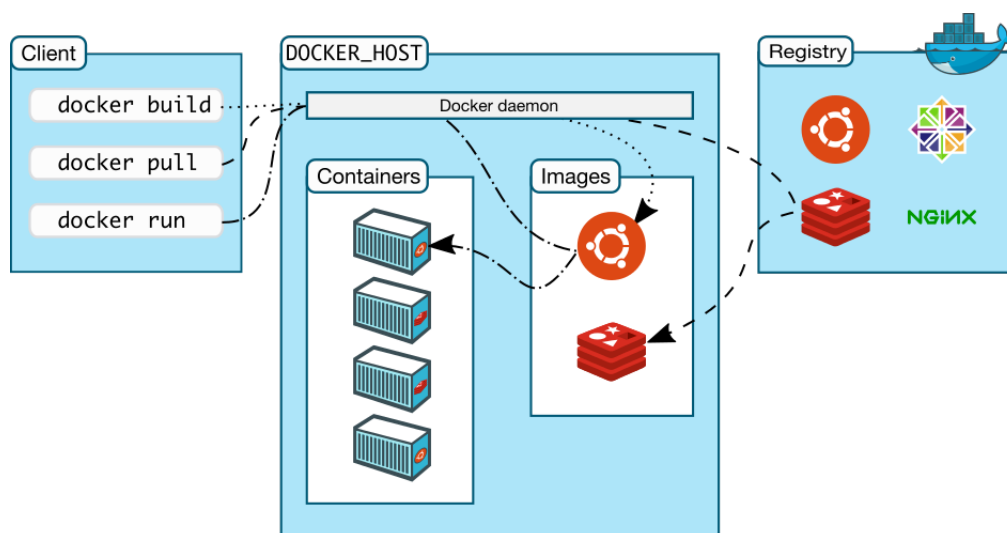 Client
docker build
docker pull
docker run
DOCKER_HOST
Docker daemon
Containers
Images
Registry
NGINX